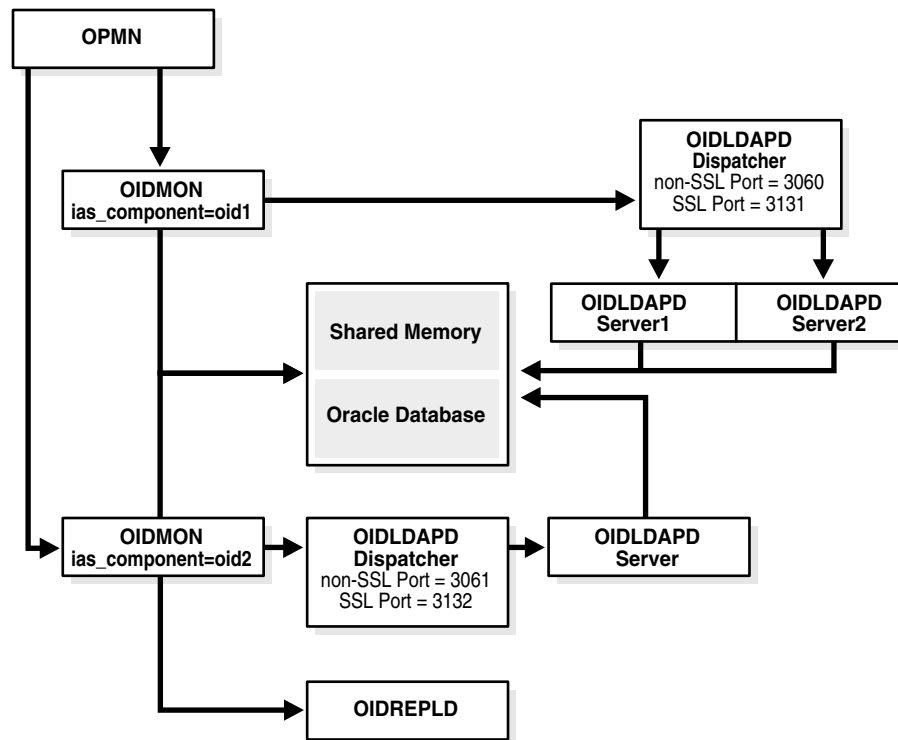 OPMN
OIDLDAPD
Dispatcher
non-SSL Port = 3060
SSL Port = 3131
OIDMON
ias_component=oid1
OIDLDAPD
Server1
OIDLDAPD
Server2
Shared Memory
Oracle Database
OIDMON
ias_component=oid2
OIDLDAPD
Dispatcher
non-SSL Port = 3061
SSL Port = 3132
OIDLDAPD
Server
OIDREPLD